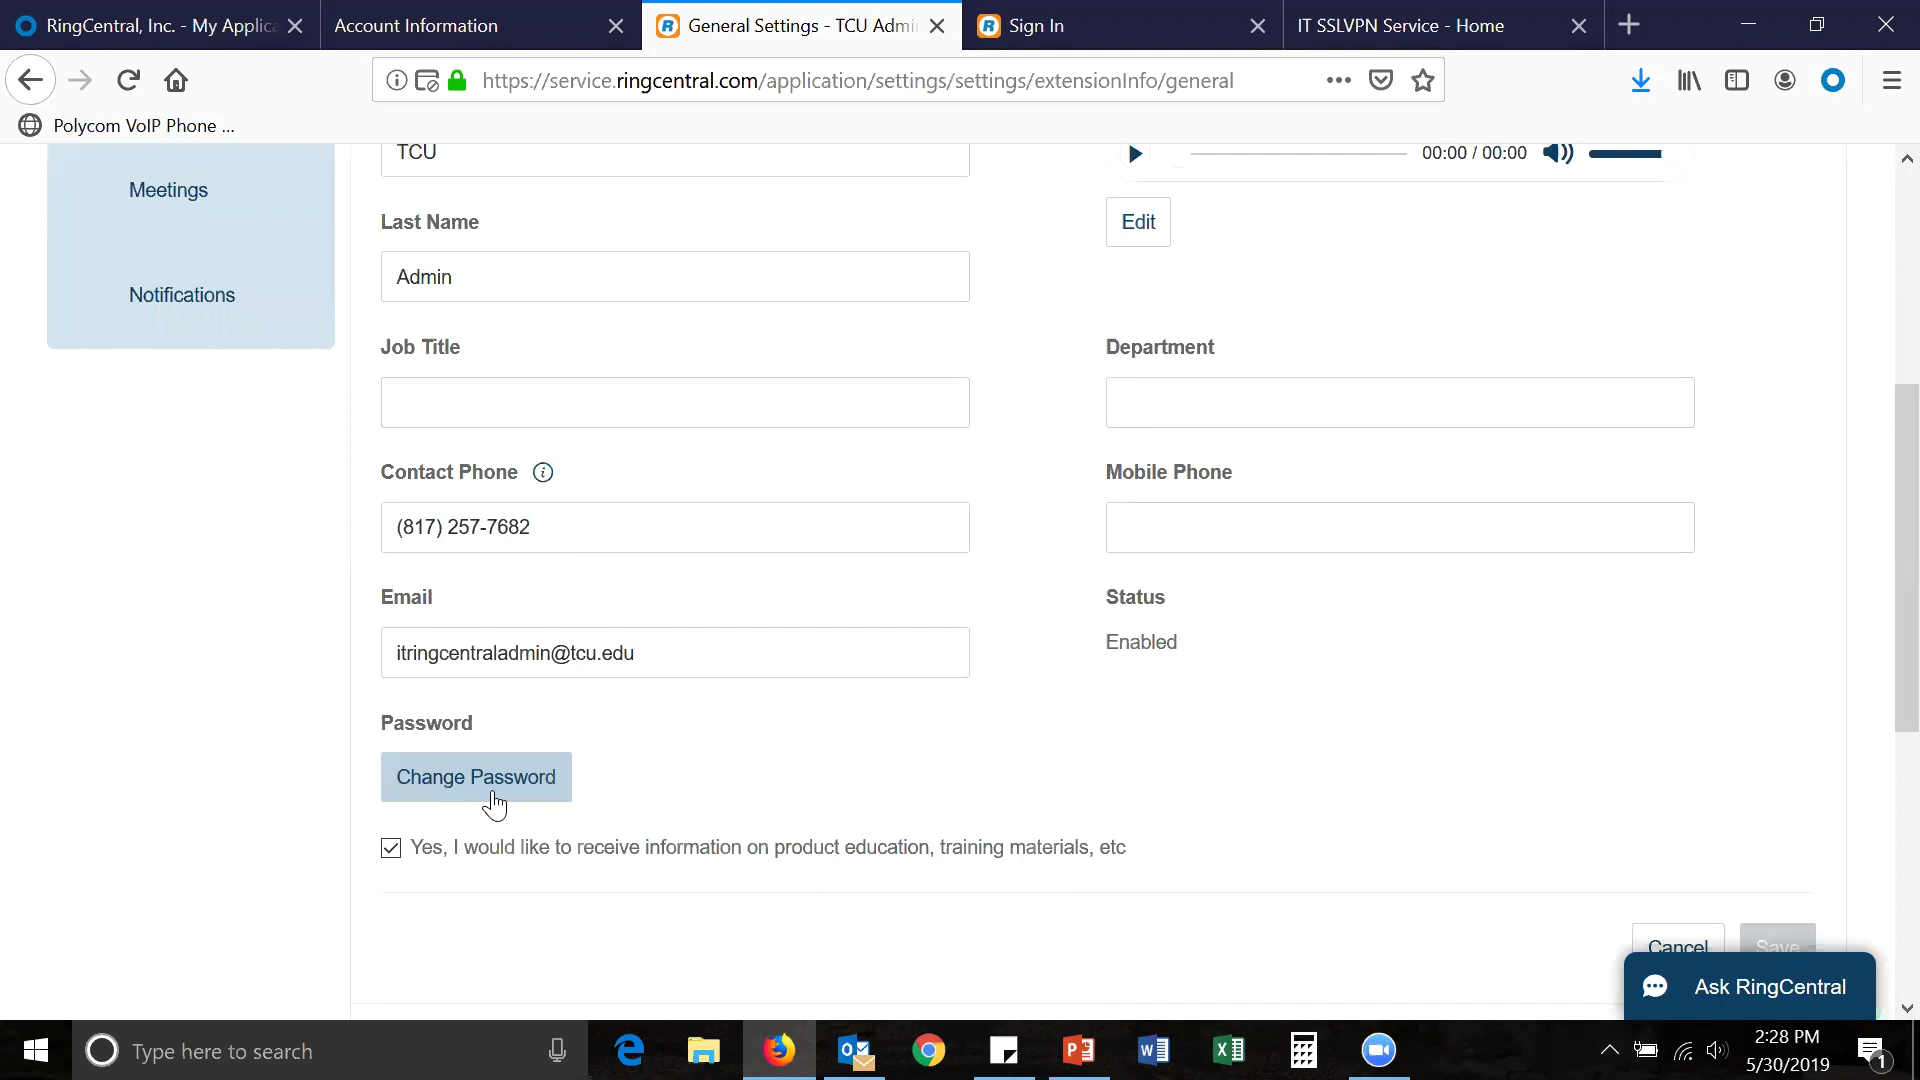 RingCentral, Inc. - My Applica
Account Information
General Settings - TCU Admi
Sign In
IT SSLVPN Service - Home
https://service.ringcentral.com/application/settings/settings/extensionInfo/general
Polycom VoIP Phone ...
Meetings
Notifications
TCU
00:00 / 00:00
Last Name
Edit
Admin
Job Title
Department
Contact Phone
Mobile Phone
(817) 257-7682
Email
Status
itringcentraladmin@tcu.edu
Enabled
Password
Change Password
Yes, I would like to receive information on product education, training materials, etc
Cancel
Save
Ask RingCentral
Type here to search
2:28 PM
5/30/2019
1